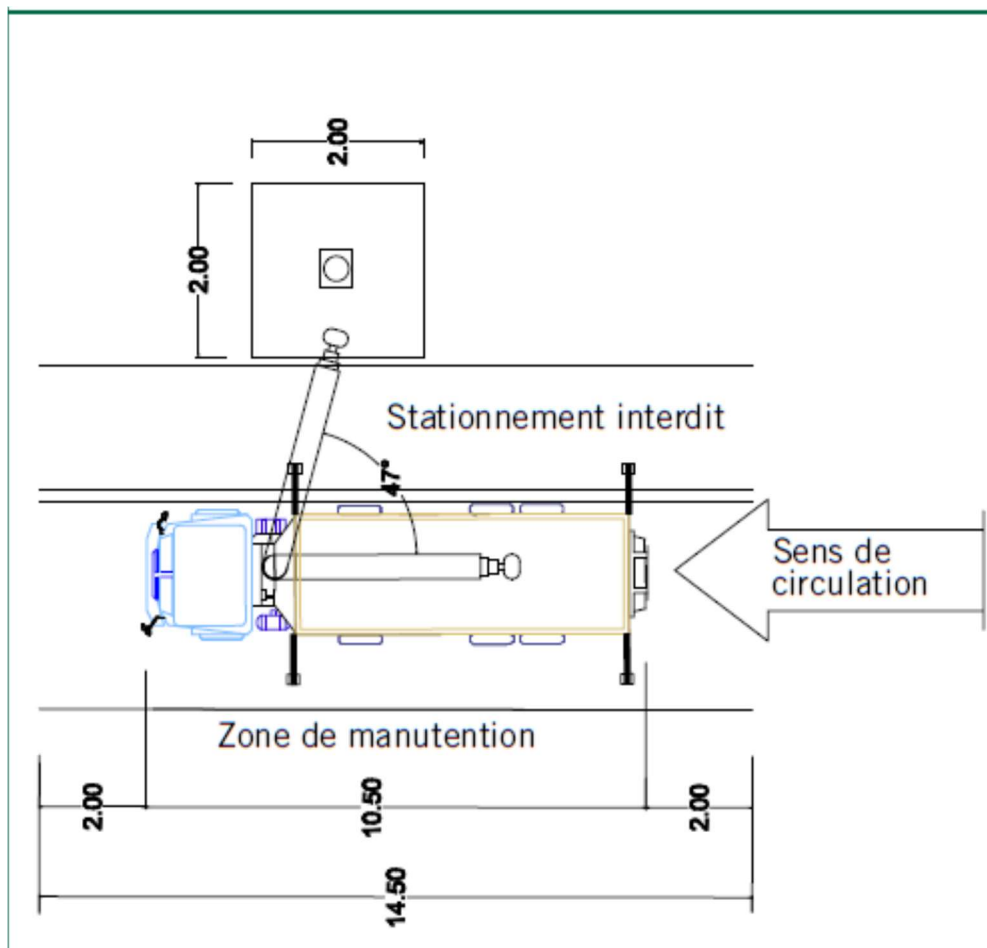 2.00
2.00
Stationnement interdit
47°
Sens de
circulation
Zone de manutention
2.00
10.50
2.00
14.50